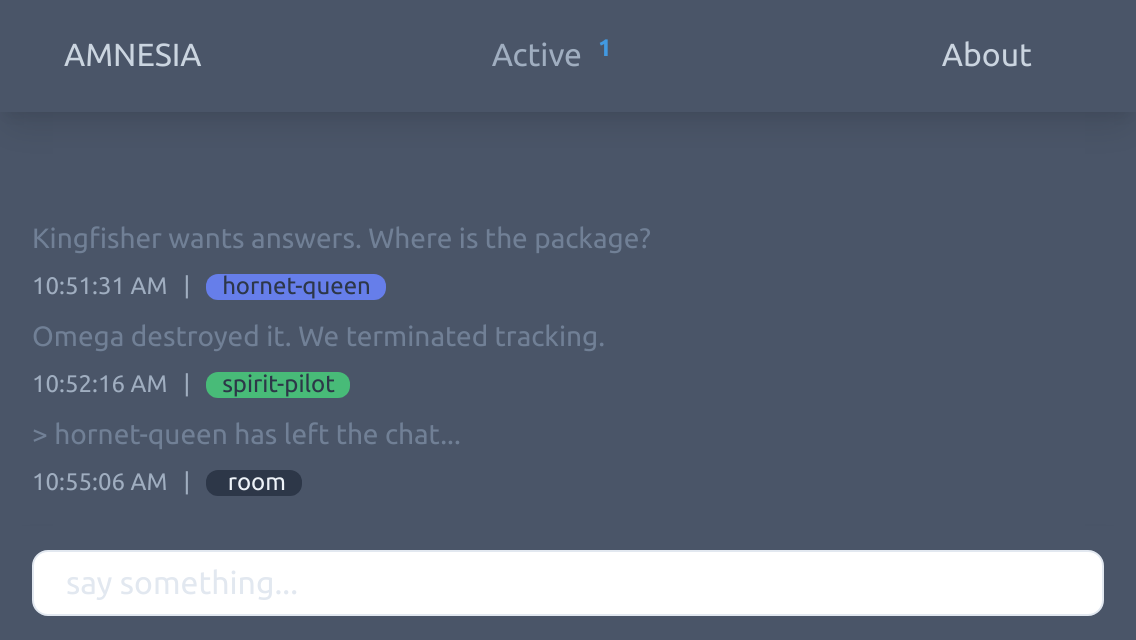 AMNESIA Active 1 About
Kingfisher wants answers. Where is the package?
10:51:31 AM | hornet-queen
Omega destroyed it. We terminated tracking.
10:52:16 AM | spirit-pilot
> hornet-queen has left the chat...
10:55:06 AM | room
say something...